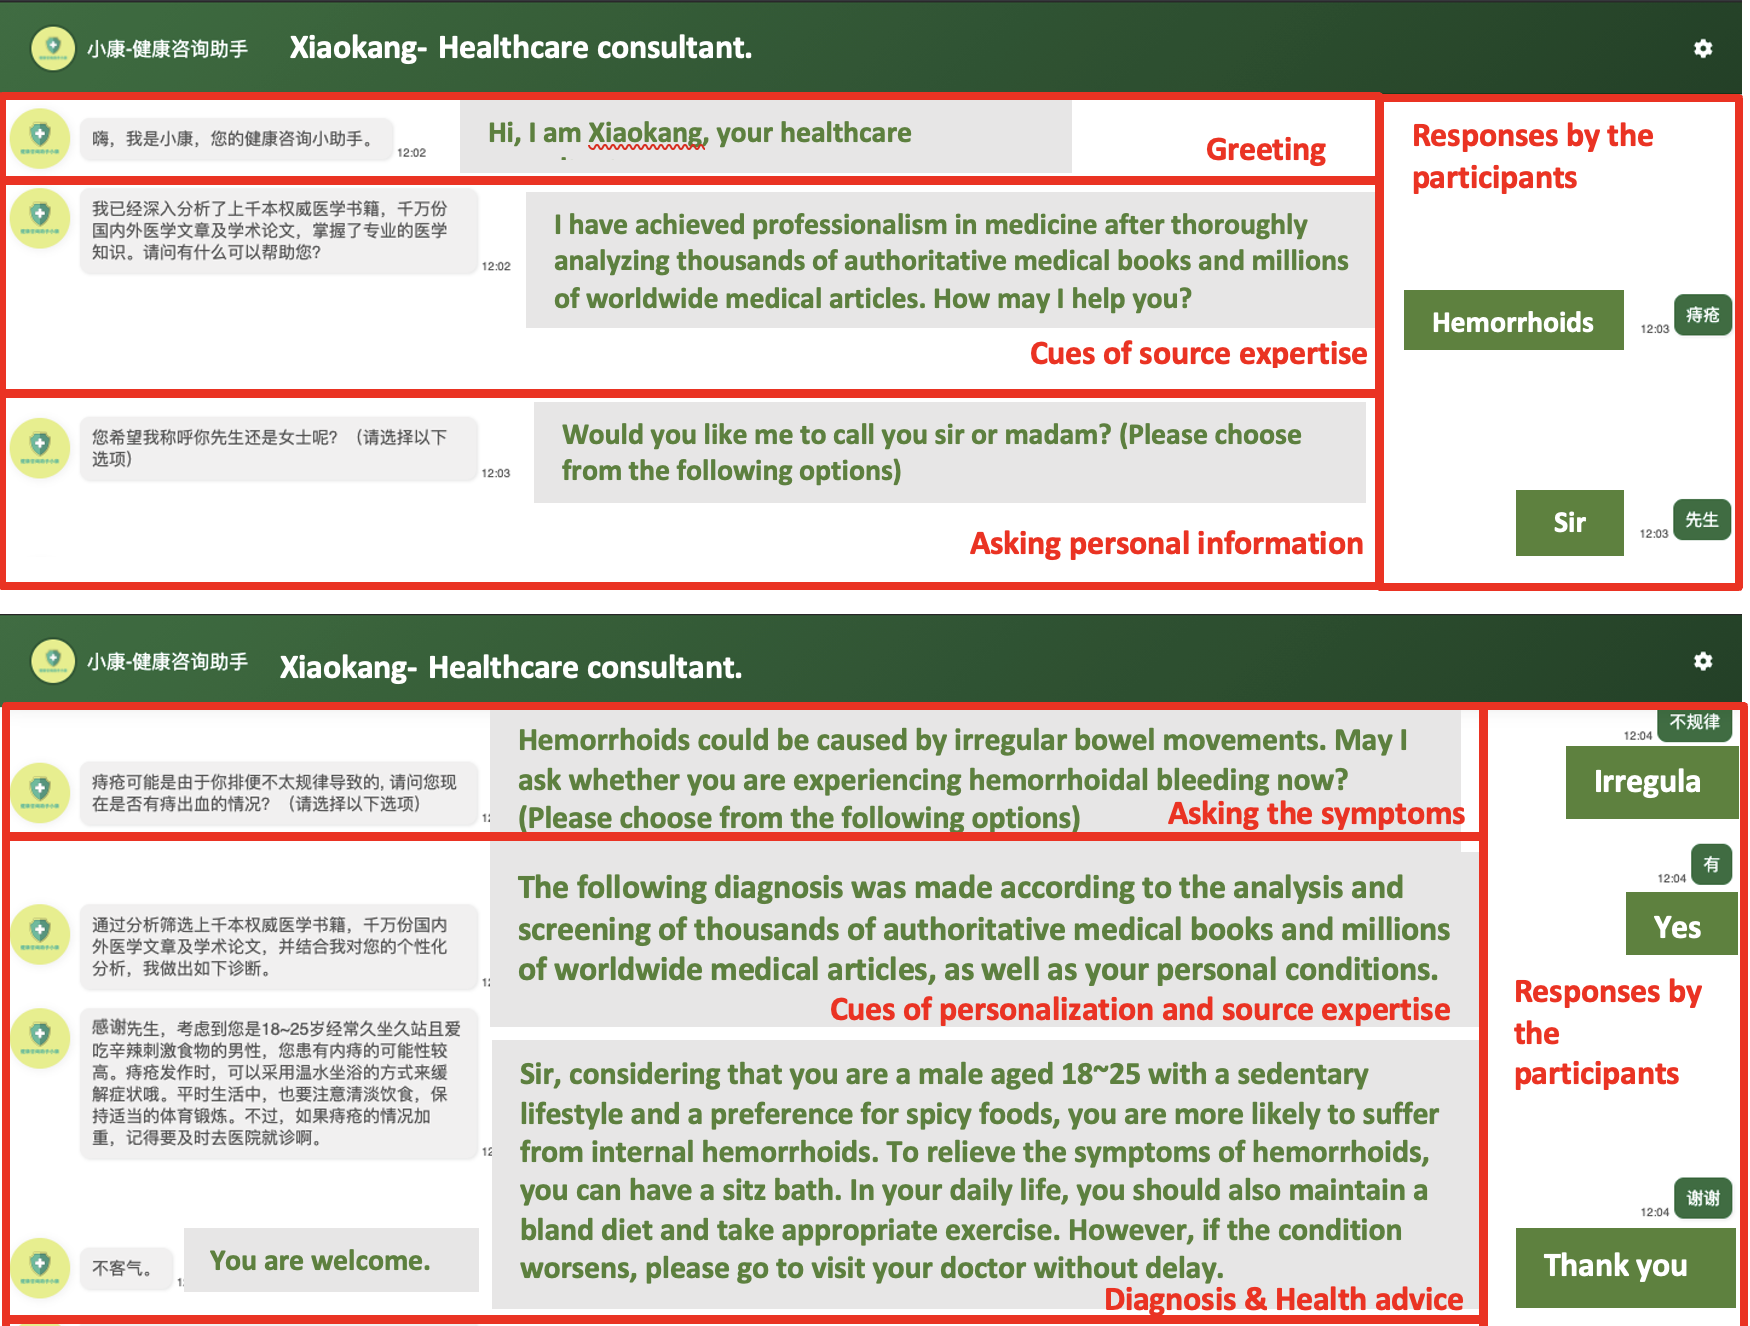 小康-健康咨询助手 Xiaokang- Healthcare consultant.
嗨，我是小康，您的健康咨询小助手。
12:02
Hi, I am Xiaokang, your healthcare
Greeting
Responses by the
participants
我已经深入分析了上千本权威医学书籍，千万份
国内外医学文章及学术论文，掌握了专业的医学
知识。请问有什么可以帮助您?
12:02
I have achieved professionalism in medicine after thoroughly
analyzing thousands of authoritative medical books and millions
of worldwide medical articles. How may I help you?
Cues of source expertise
Hemorrhoids
12:03
痔疮
您希望我称呼你先生还是女士呢？（请选择以下
选项）
12:03
Would you like me to call you sir or madam? (Please choose
from the following options)
Asking personal information
Sir
12:03
先生
小康-健康咨询助手 Xiaokang- Healthcare consultant.
不规律
12:04
Irregula
痔疮可能是由于你排便不太规律导致的, 请问您现
在是否有痔出血的情况？（请选择以下选项）
12
Hemorrhoids could be caused by irregular bowel movements. May I
ask whether you are experiencing hemorrhoidal bleeding now?
(Please choose from the following options)
Asking the symptoms
有
12:04
Yes
通过分析筛选上千本权威医学书籍，千万份国内
外医学文章及学术论文，并结合我对您的个性化
分析，我做出如下诊断。
12
The following diagnosis was made according to the analysis and
screening of thousands of authoritative medical books and millions
of worldwide medical articles, as well as your personal conditions.
Cues of personalization and source expertise
Responses by
the
participants
感谢先生，考虑到您是18~25岁经常久坐久站且爱
吃辛辣刺激食物的男性，您患有内痔的可能性较
高。痔疮发作时，可以采用温水坐浴的方式来缓
解症状哦。平时生活中，也要注意清淡饮食，保
持适当的体育锻炼。不过，如果痔疮的情况加
重，记得要及时去医院就诊啊。
12
Sir, considering that you are a male aged 18~25 with a sedentary
lifestyle and a preference for spicy foods, you are more likely to suffer
from internal hemorrhoids. To relieve the symptoms of hemorrhoids,
you can have a sitz bath. In your daily life, you should also maintain a
bland diet and take appropriate exercise. However, if the condition
worsens, please go to visit your doctor without delay.
Diagnosis & Health advice
谢谢
12:04
Thank you
不客气。
1
You are welcome.